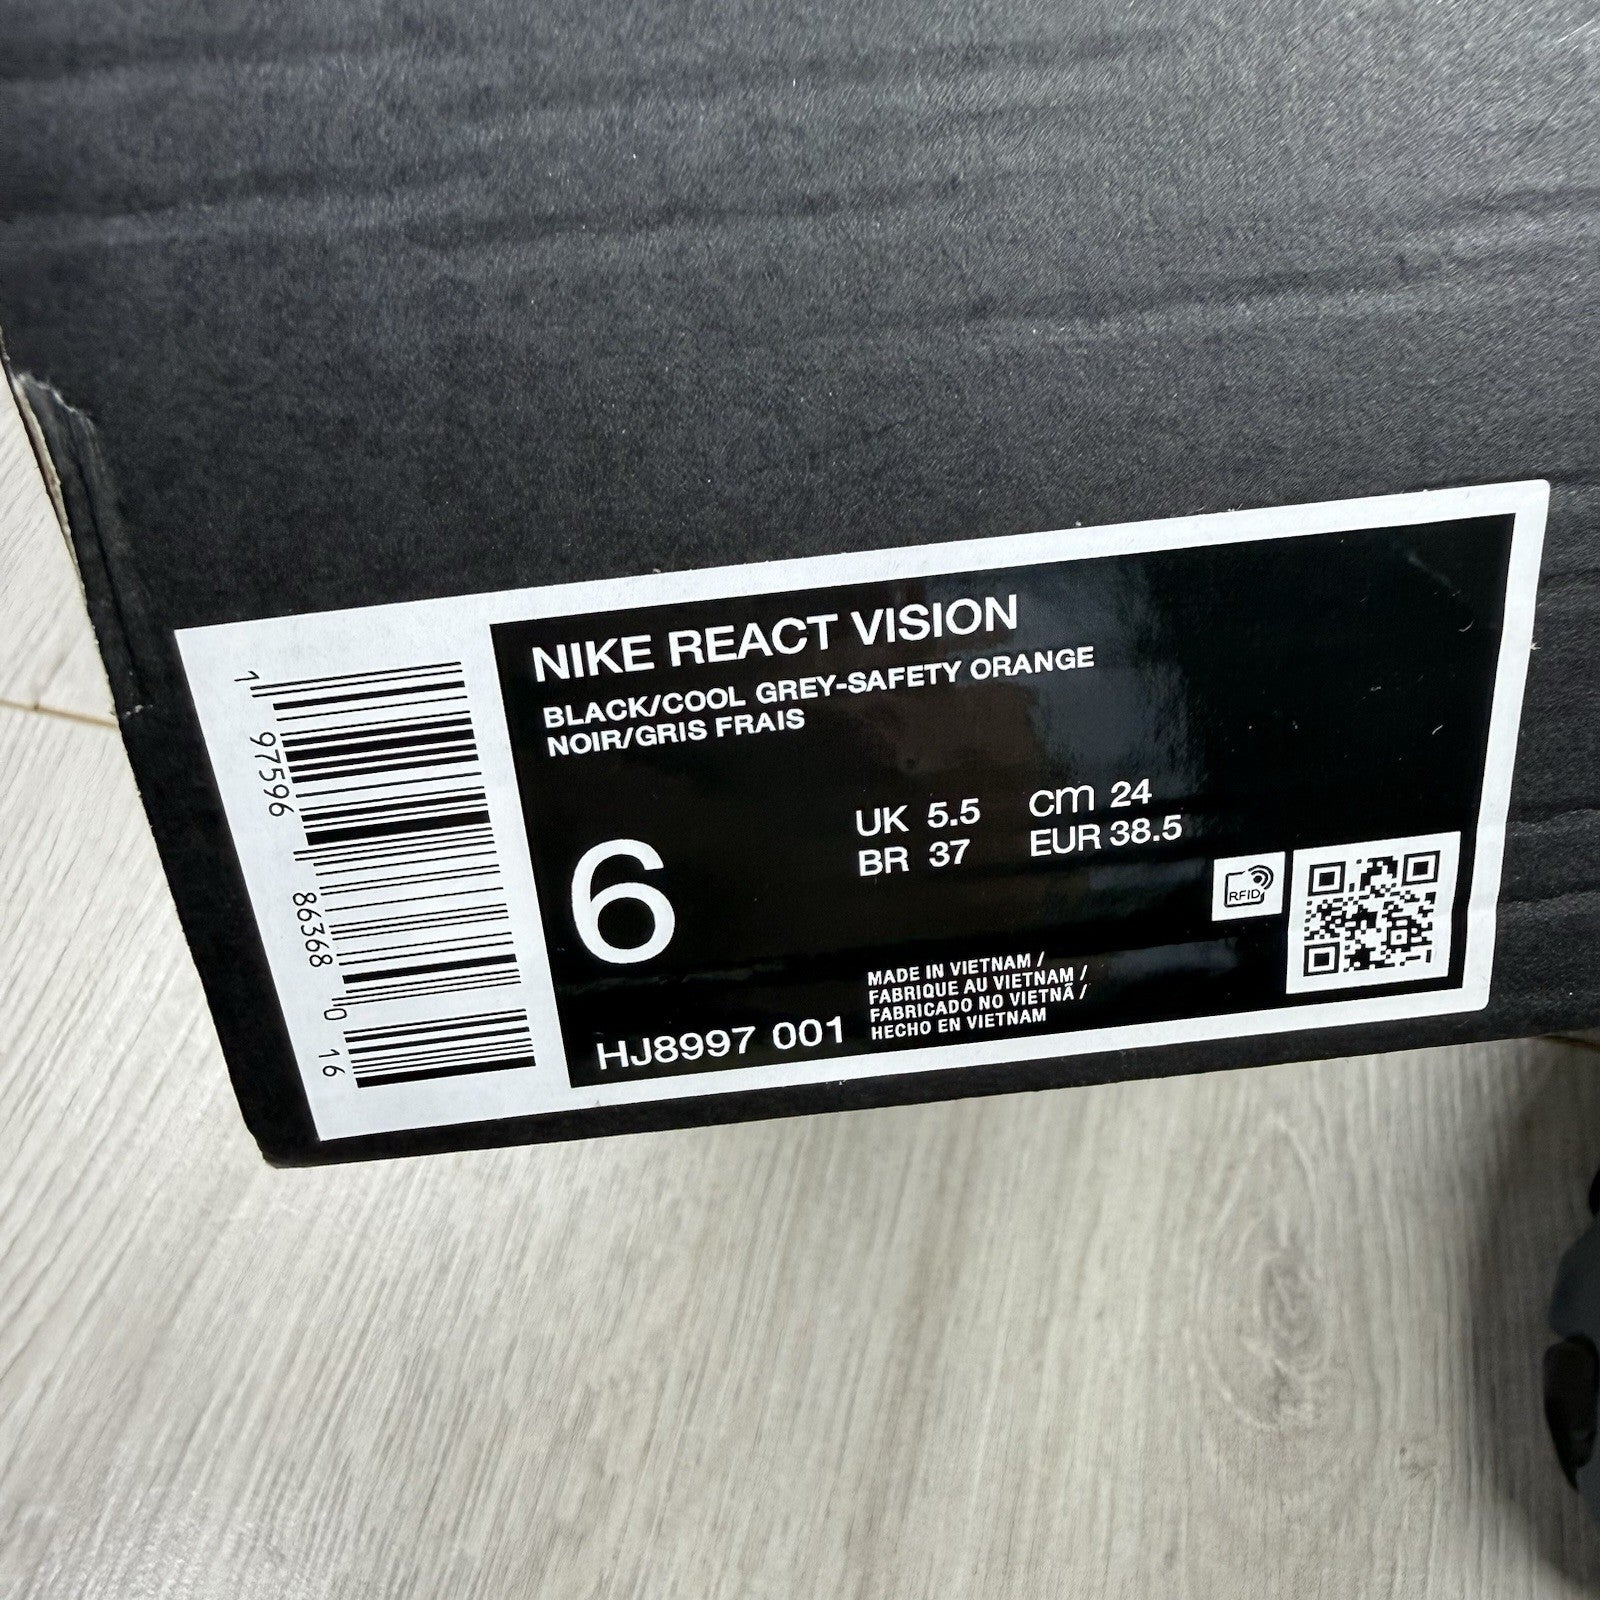 NIKE REACT VISION
BLACK/COOL GREY-SAFETY ORANGE
NOIR/GRIS FRAIS
UK 5.5 cm 24
BR 37 EUR 38.5
6
RFID
MADE IN VIETNAM /
FABRIQUE AU VIETNAM /
FABRICADO NO VIETNÃ /
HECHO EN VIETNAM
HJ8997 001
1 97596 86368 0 16